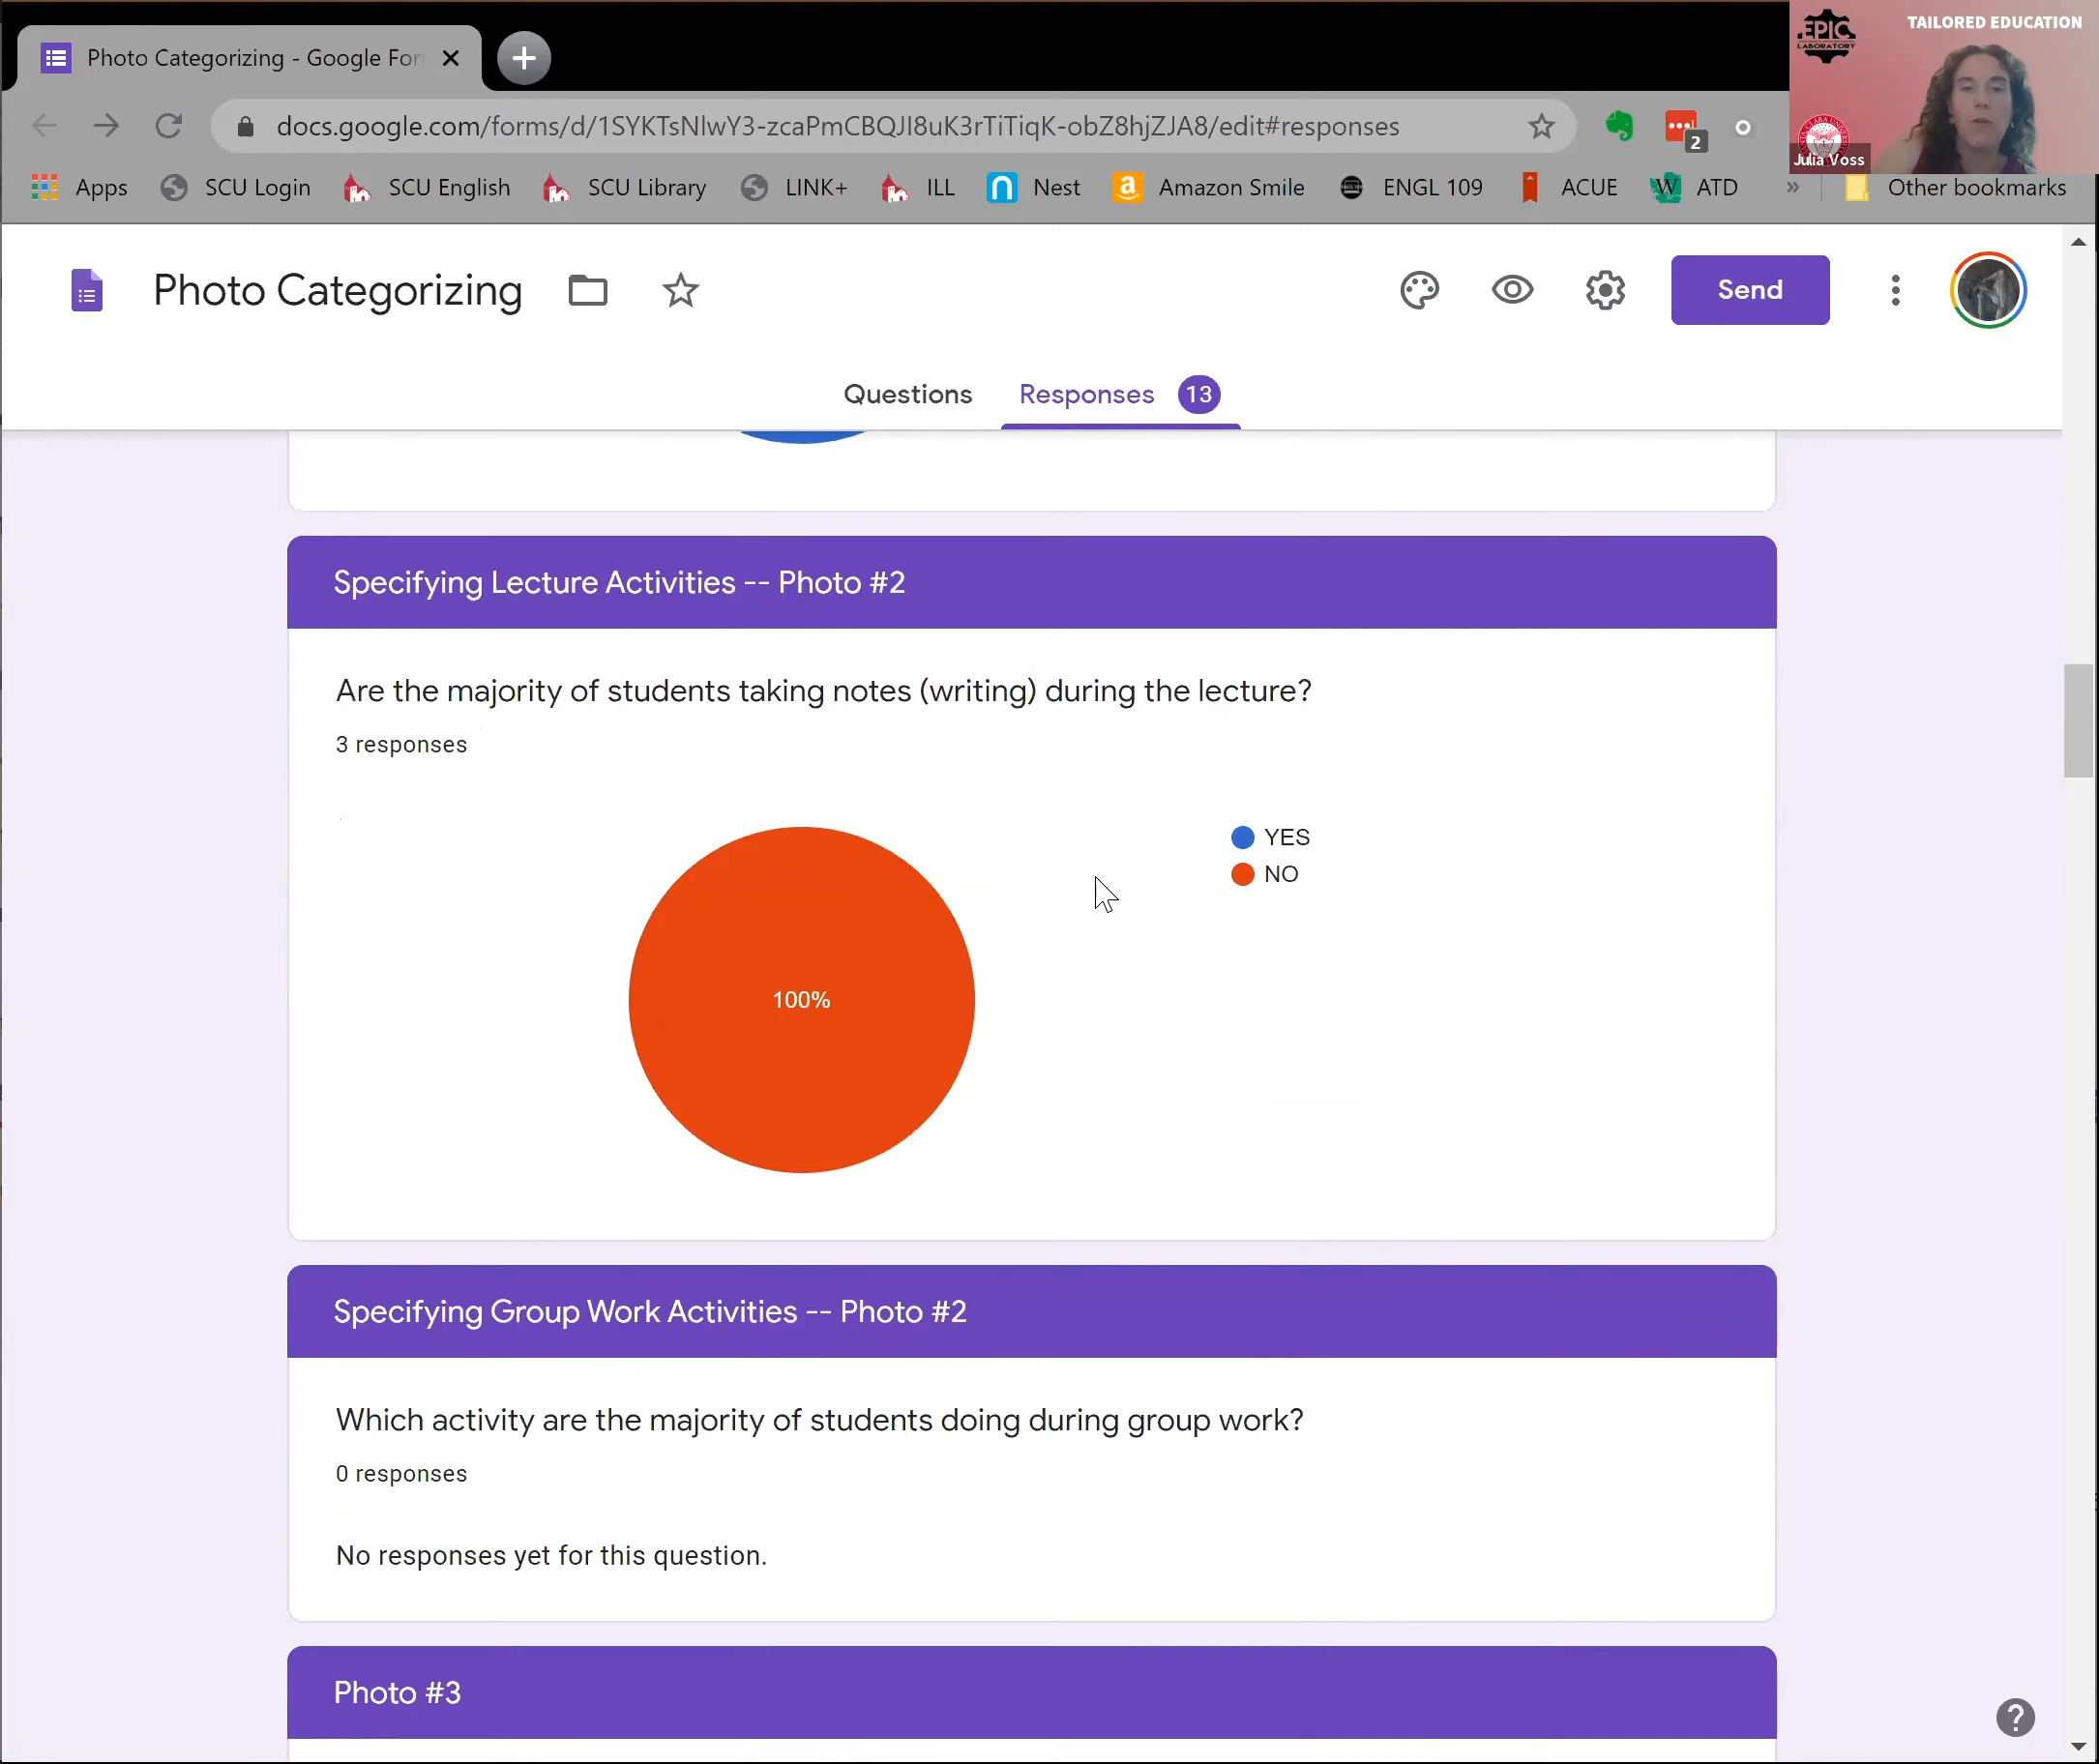 Photo Categorizing - Google For
EPIC
LABORATORY
TAILORED EDUCATION
docs.google.com/forms/d/1SYKTsNlwY3-zcaPmCBQJI8uK3rTiTiqK-obZ8hjZJA8/edit#responses
2
Julia Voss
Apps SCU Login SCU English SCU Library LINK+ ILL Nest Amazon Smile ENGL 109 ACUE ATD » Other bookmarks
Photo Categorizing
Send
Questions Responses 13
Specifying Lecture Activities -- Photo #2
Are the majority of students taking notes (writing) during the lecture?
3 responses
YES
NO
100%
Specifying Group Work Activities -- Photo #2
Which activity are the majority of students doing during group work?
0 responses
No responses yet for this question.
Photo #3